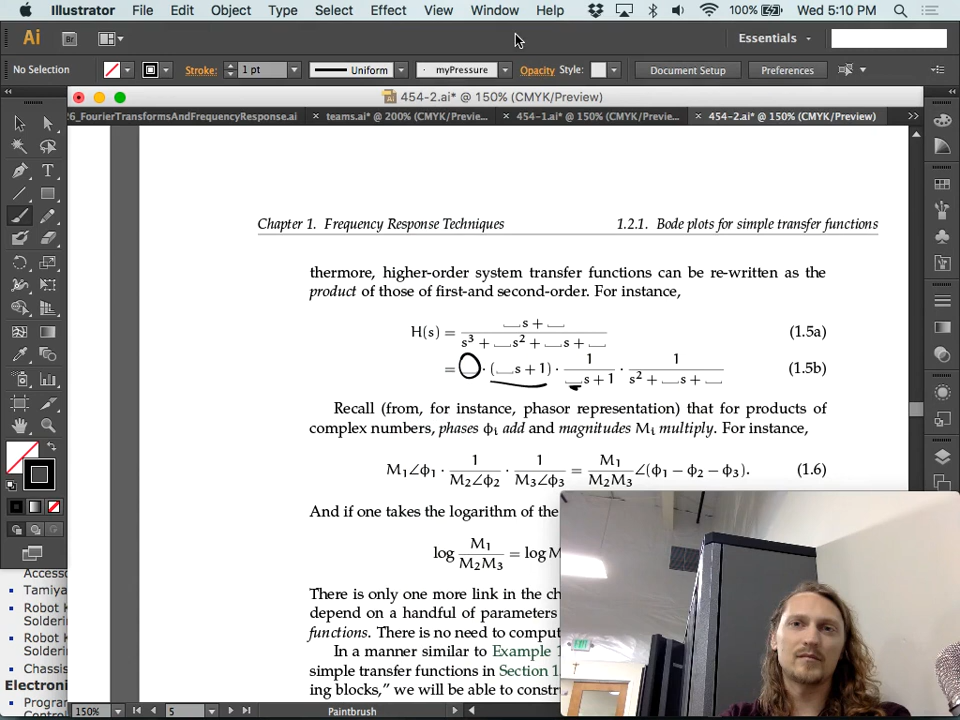 Illustrator File Edit Object Type Select Effect View Window Help 100% Wed 5:10 PM
Ai Br Essentials
No Selection Stroke: 1 pt Uniform myPressure Opacity Style: Document Setup Preferences
454-2.ai* @ 150% (CMYK/Preview)
6_FourierTransformsAndFrequencyResponse.ai × teams.ai* @ 200% (CMYK/Previe... × 454-1.ai* @ 150% (CMYK/Previe... × 454-2.ai* @ 150% (CMYK/Preview)
Chapter 1. Frequency Response Techniques 1.2.1. Bode plots for simple transfer functions
thermore, higher-order system transfer functions can be re-written as the
product of those of first-and second-order. For instance,
H(s) = (␣s + ␣) / (s³ + ␣s² + ␣s + ␣) (1.5a)
= ␣ · (␣s + 1) · 1 / (␣s + 1) · 1 / (s² + ␣s + ␣) (1.5b)
Recall (from, for instance, phasor representation) that for products of
complex numbers, phases ϕᵢ add and magnitudes Mᵢ multiply. For instance,
M₁∠ϕ₁ · 1 / (M₂∠ϕ₂) · 1 / (M₃∠ϕ₃) = M₁ / (M₂M₃) ∠(ϕ₁ − ϕ₂ − ϕ₃). (1.6)
And if one takes the logarithm of the
log M₁ / (M₂M₃) = log M
There is only one more link in the ch
depend on a handful of parameters
functions. There is no need to comput
In a manner similar to Example 1
simple transfer functions in Section 1
ing blocks," we will be able to constr
Accesso
Tamiya
Robot K
Solderin
Robot K
Solderin
Chassis
Electroni
Progran
150% 5 Paintbrush